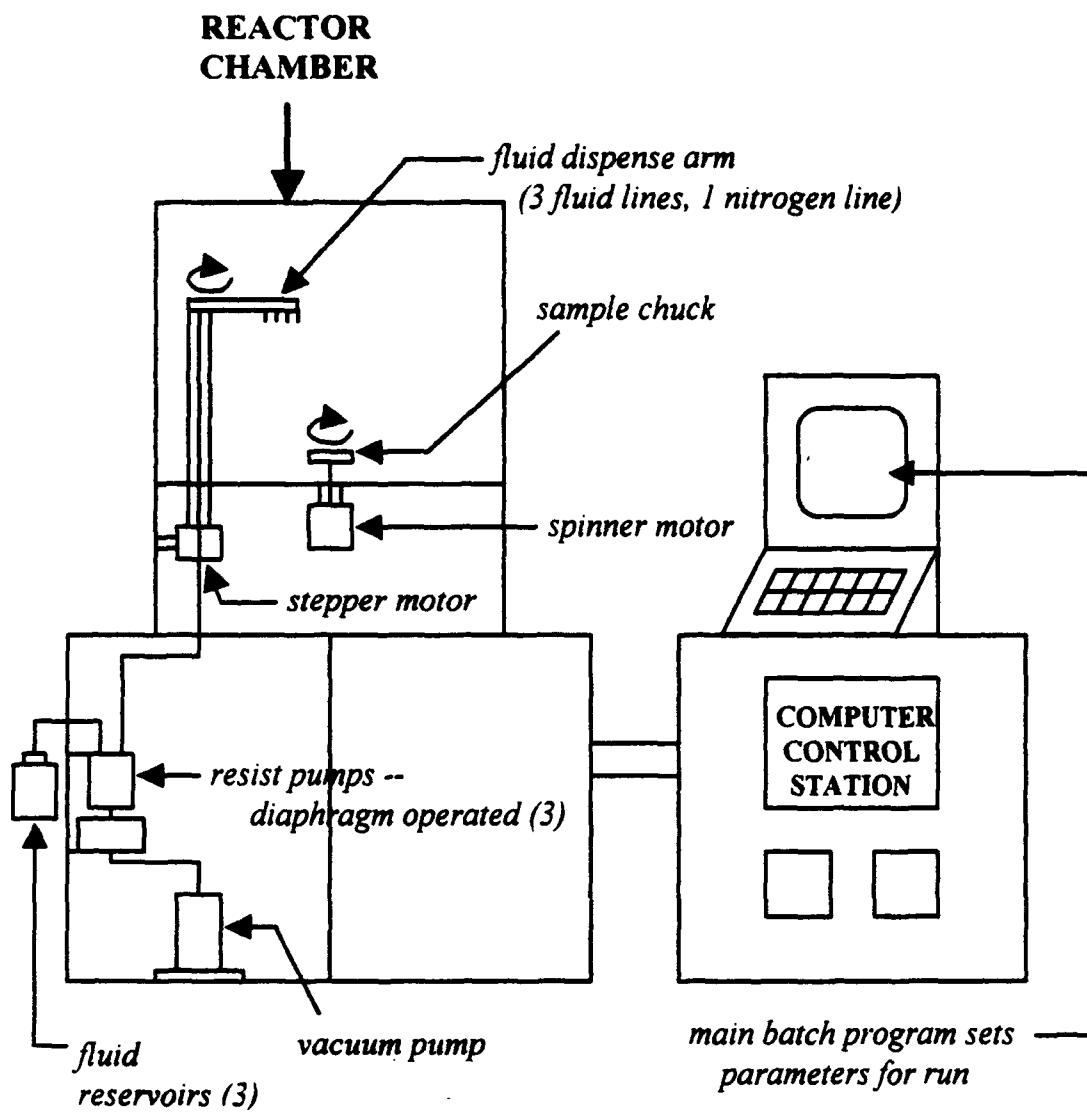 REACTOR
CHAMBER
fluid dispense arm
(3 fluid lines, 1 nitrogen line)
sample chuck
spinner motor
stepper motor
COMPUTER
CONTROL
STATION
resist pumps --
diaphragm operated (3)
vacuum pump
fluid
reservoirs (3)
main batch program sets
parameters for run